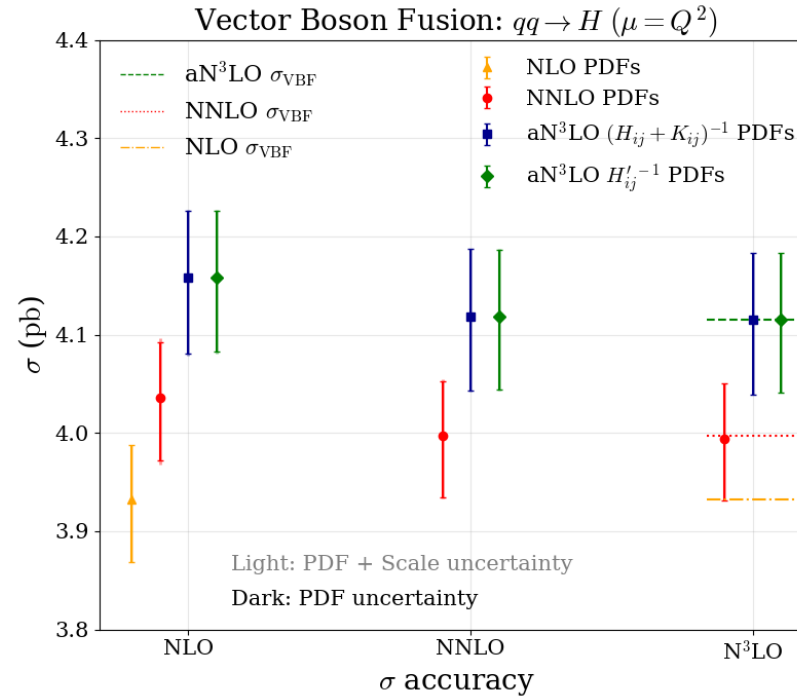 Vector Boson Fusion: qq → H (μ = Q²)
σ (pb)
4.4
4.3
4.2
4.1
4.0
3.9
3.8
aN³LO σ_VBF
NNLO σ_VBF
NLO σ_VBF
NLO PDFs
NNLO PDFs
aN³LO (H_ij + K_ij)⁻¹ PDFs
aN³LO H′_ij⁻¹ PDFs
Light: PDF + Scale uncertainty
Dark: PDF uncertainty
NLO
NNLO
N³LO
σ accuracy